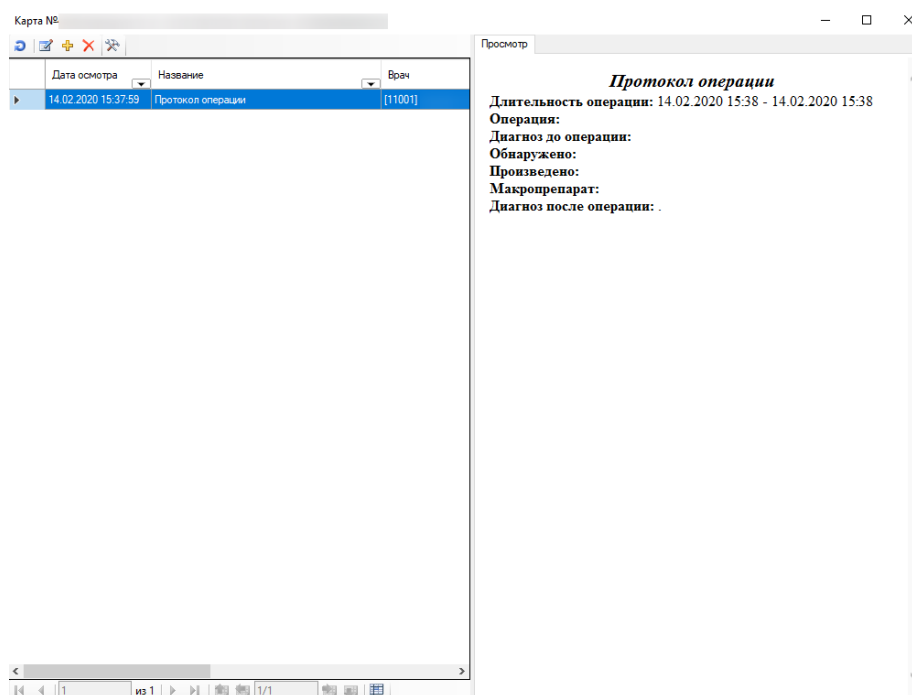 Карта №
Просмотр
Дата осмотра Название Врач
14.02.2020 15:37:59 Протокол операции [11001]
Протокол операции
Длительность операции: 14.02.2020 15:38 - 14.02.2020 15:38
Операция:
Диагноз до операции:
Обнаружено:
Произведено:
Макропрепарат:
Диагноз после операции: .
1 из 1 1/1